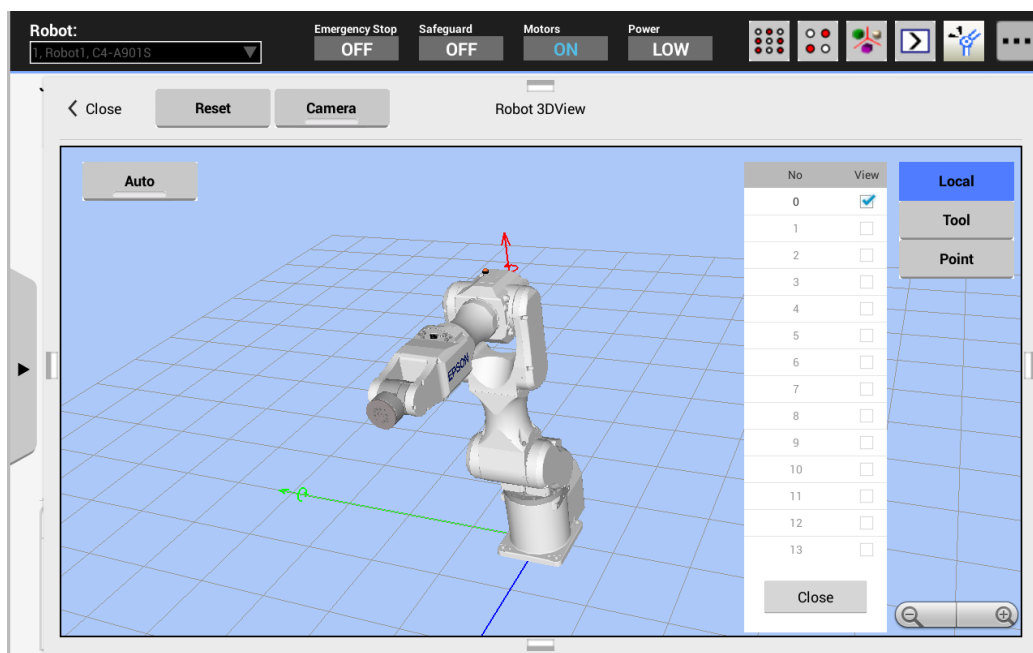 Robot:
1, Robot1, C4-A901S
Emergency Stop
OFF
Safeguard
OFF
Motors
ON
Power
LOW
Close
Reset
Camera
Robot 3DView
Auto
No View
0
1
2
3
4
5
6
7
8
9
10
11
12
13
Close
Local
Tool
Point
EPSON